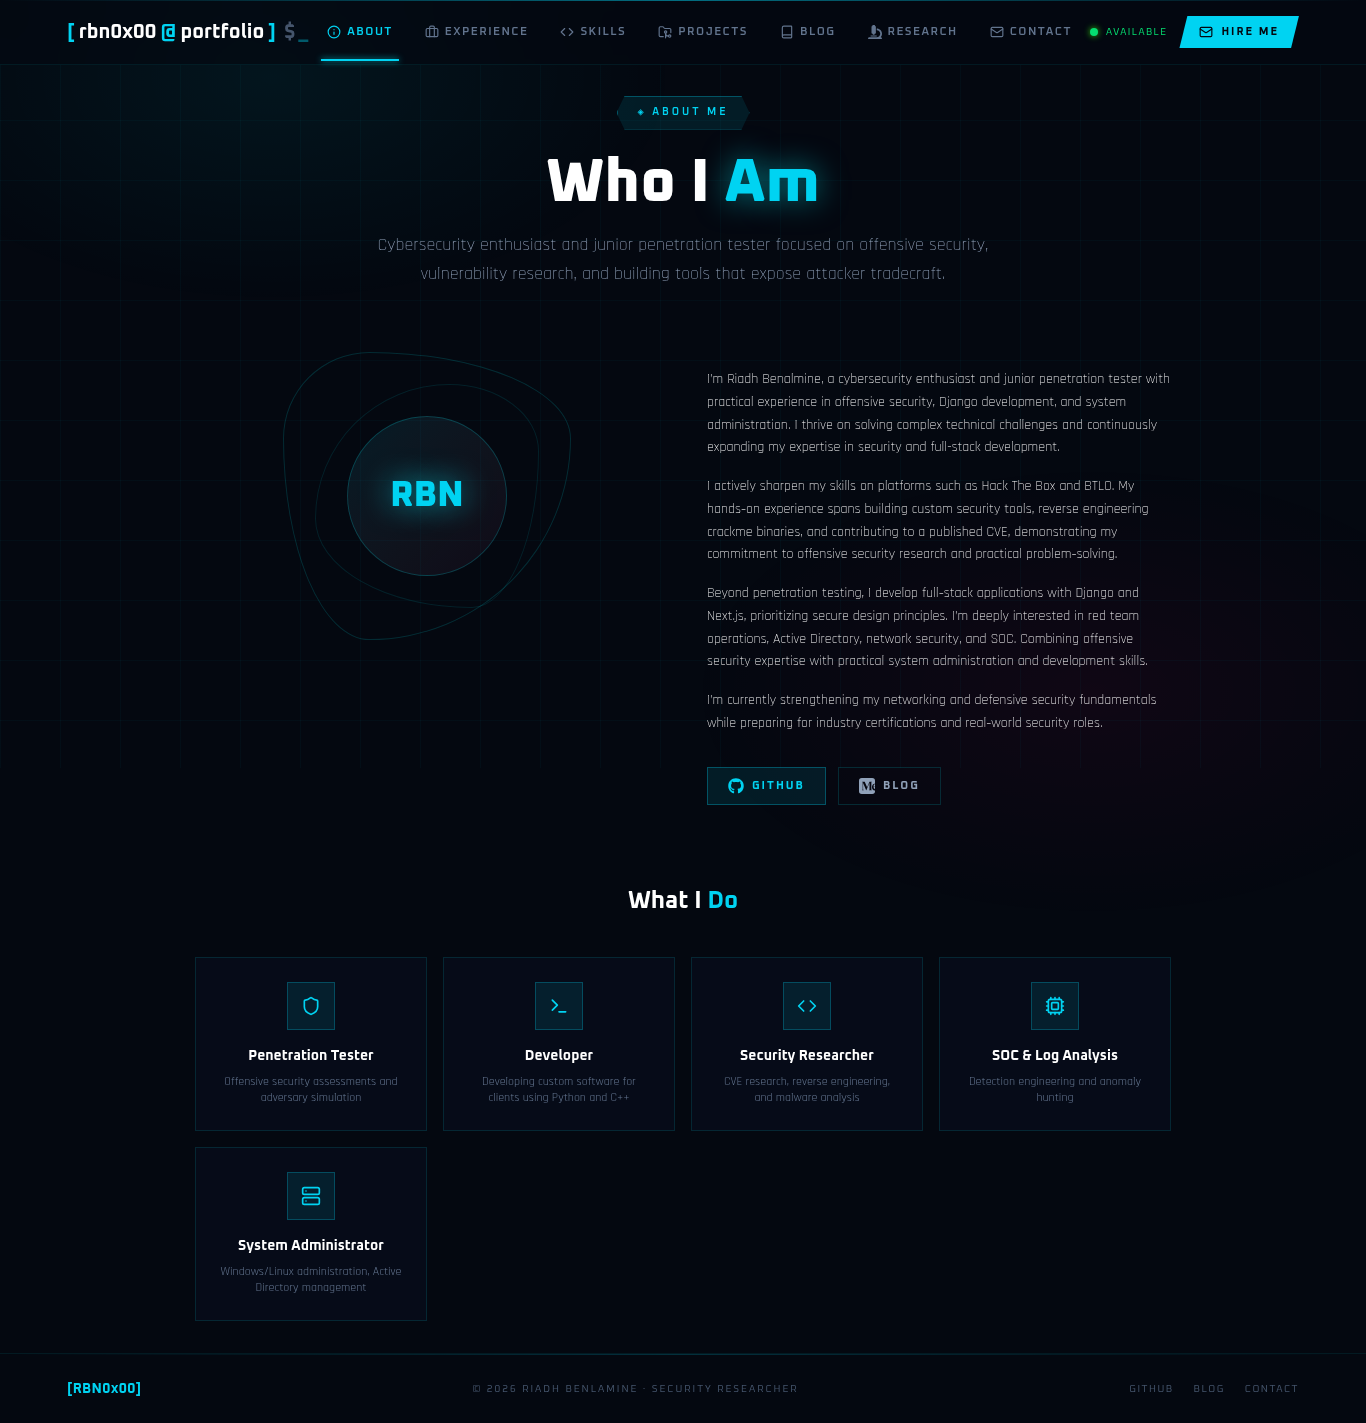 [ rbn0x00 @ portfolio ] $_
ABOUT
EXPERIENCE
SKILLS
PROJECTS
BLOG
RESEARCH
CONTACT
AVAILABLE
HIRE ME
ABOUT ME
Who I Am
Cybersecurity enthusiast and junior penetration tester focused on offensive security,
vulnerability research, and building tools that expose attacker tradecraft.
RBN
I'm Riadh Benalmine, a cybersecurity enthusiast and junior penetration tester with
practical experience in offensive security, Django development, and system
administration. I thrive on solving complex technical challenges and continuously
expanding my expertise in security and full-stack development.
I actively sharpen my skills on platforms such as Hack The Box and BTLO. My
hands-on experience spans building custom security tools, reverse engineering
crackme binaries, and contributing to a published CVE, demonstrating my
commitment to offensive security research and practical problem-solving.
Beyond penetration testing, I develop full-stack applications with Django and
Next.js, prioritizing secure design principles. I'm deeply interested in red team
operations, Active Directory, network security, and SOC. Combining offensive
security expertise with practical system administration and development skills.
I'm currently strengthening my networking and defensive security fundamentals
while preparing for industry certifications and real-world security roles.
GITHUB
BLOG
What I Do
Penetration Tester
Offensive security assessments and
adversary simulation
Developer
Developing custom software for
clients using Python and C++
Security Researcher
CVE research, reverse engineering,
and malware analysis
SOC & Log Analysis
Detection engineering and anomaly
hunting
System Administrator
Windows/Linux administration, Active
Directory management
[RBN0x00]
© 2026 RIADH BENLAMINE · SECURITY RESEARCHER
GITHUB
BLOG
CONTACT